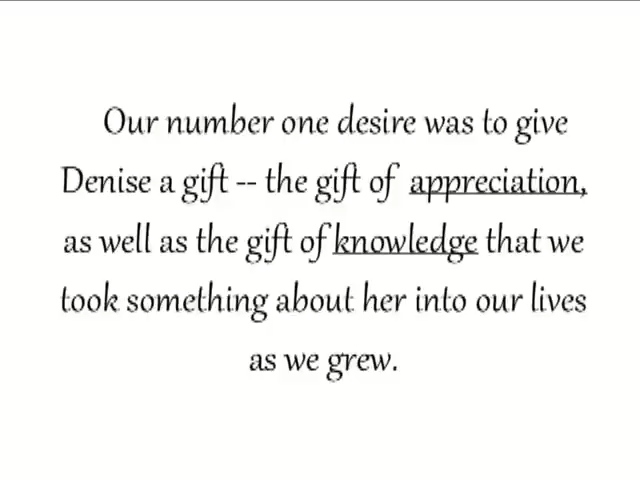 Our number one desire was to give
Denise a gift -- the gift of appreciation,
as well as the gift of knowledge that we
took something about her into our lives
as we grew.